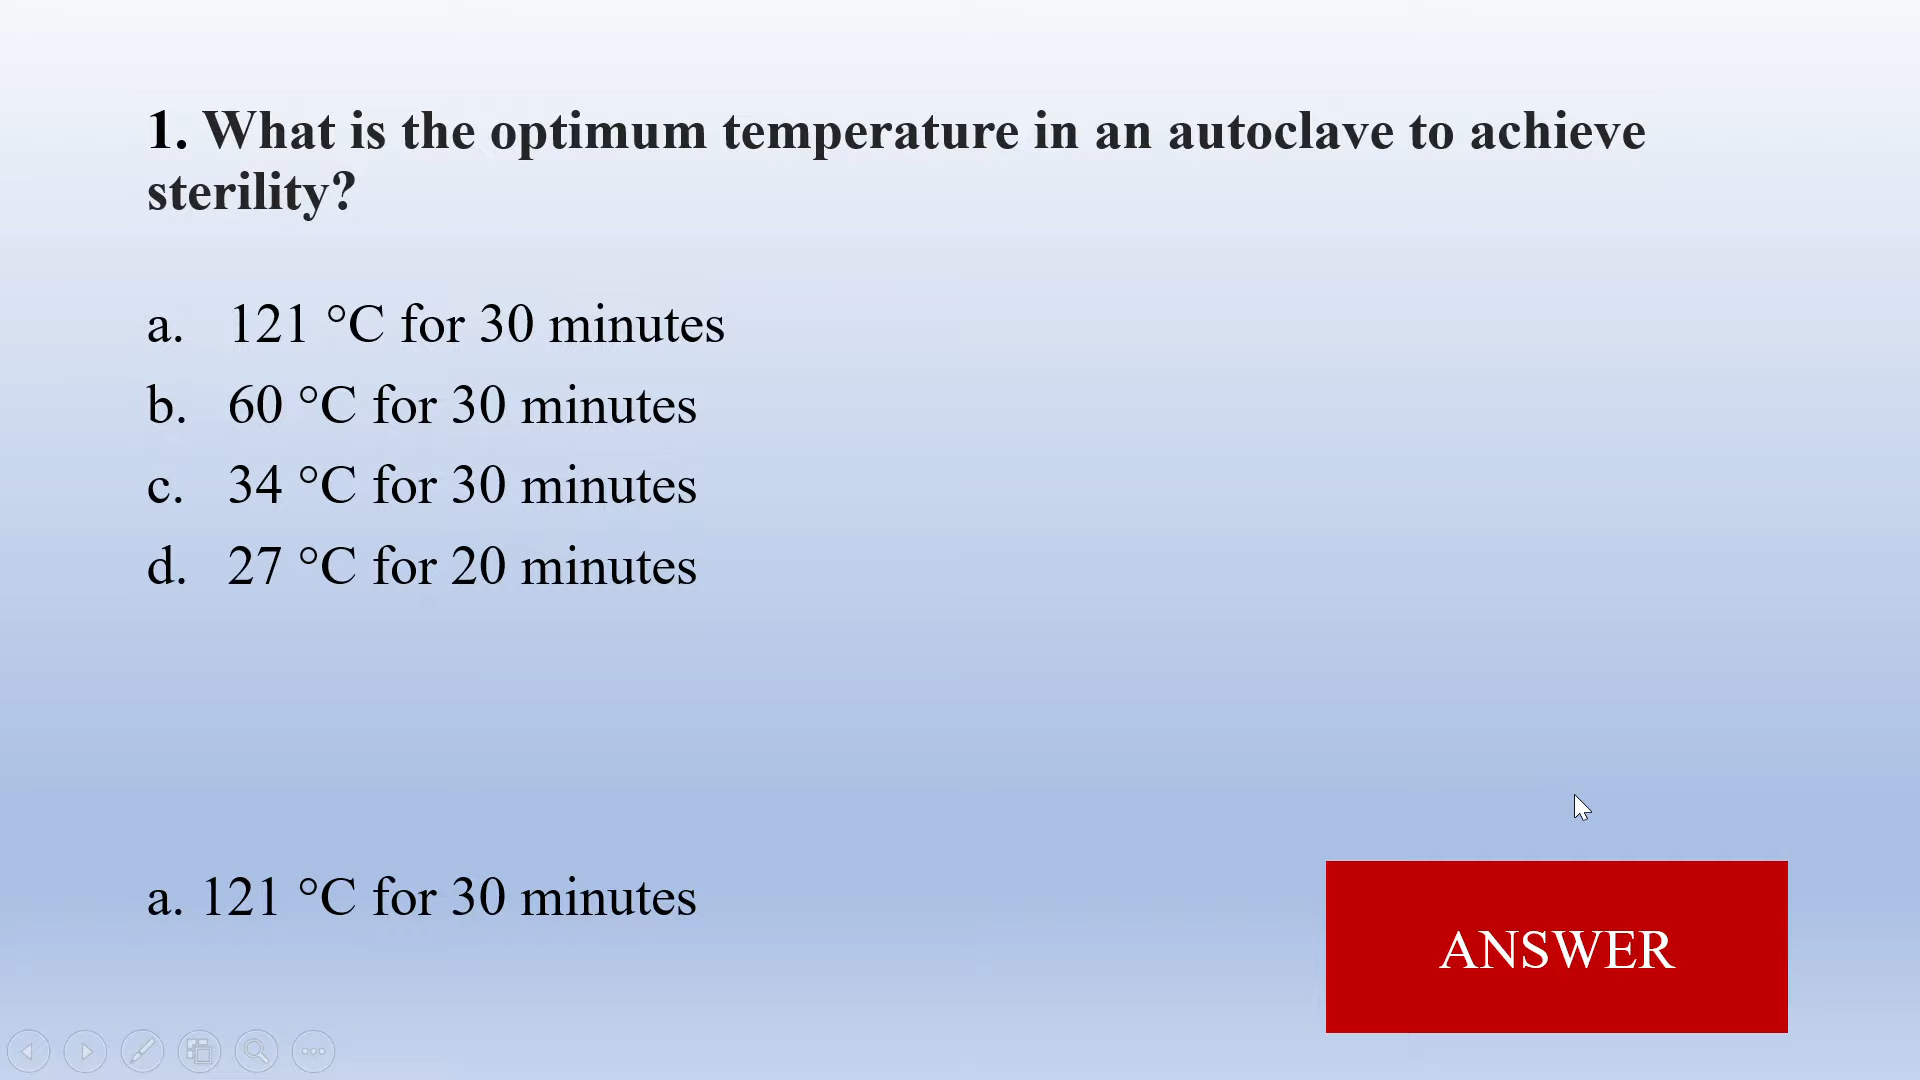 1. What is the optimum temperature in an autoclave to achieve
sterility?
a. 121 °C for 30 minutes
b. 60 °C for 30 minutes
c. 34 °C for 30 minutes
d. 27 °C for 20 minutes
a. 121 °C for 30 minutes
ANSWER